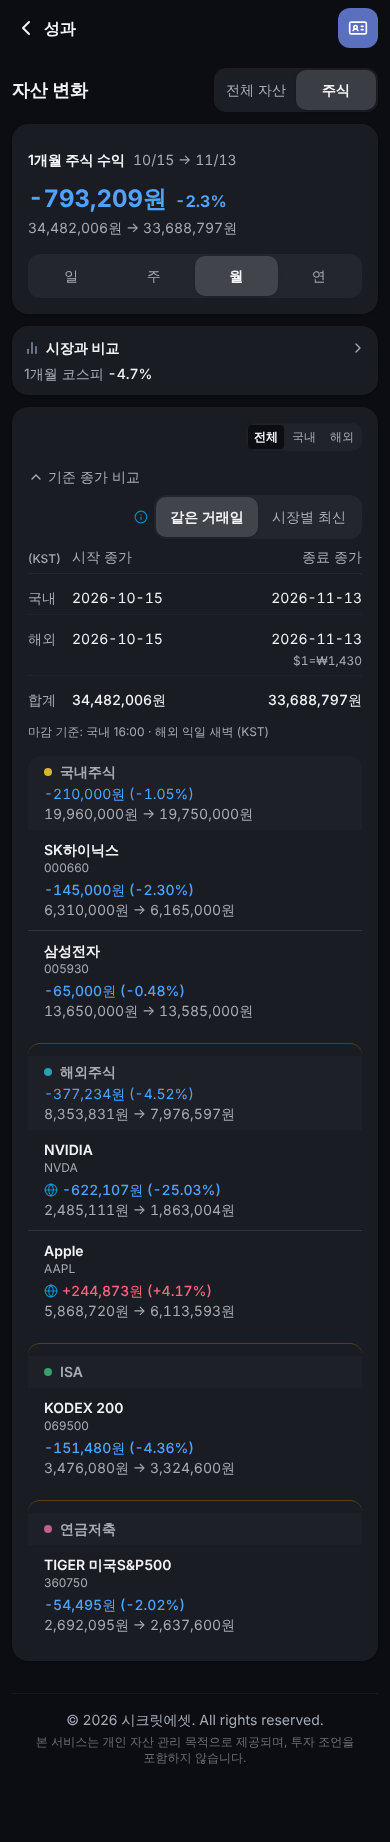 성과
자산 변화
전체 자산 주식
1개월 주식 수익 10/15 → 11/13
-793,209원 -2.3%
34,482,006원 → 33,688,797원
일 주 월 연
시장과 비교
1개월 코스피 -4.7%
전체 국내 해외
기준 종가 비교
같은 거래일 시장별 최신
(KST) 시작 종가 종료 종가
국내 2026-10-15 2026-11-13
해외 2026-10-15 2026-11-13
$1=₩1,430
합계 34,482,006원 33,688,797원
마감 기준: 국내 16:00 · 해외 익일 새벽 (KST)
국내주식
-210,000원 (-1.05%)
19,960,000원 → 19,750,000원
SK하이닉스
000660
-145,000원 (-2.30%)
6,310,000원 → 6,165,000원
삼성전자
005930
-65,000원 (-0.48%)
13,650,000원 → 13,585,000원
해외주식
-377,234원 (-4.52%)
8,353,831원 → 7,976,597원
NVIDIA
NVDA
-622,107원 (-25.03%)
2,485,111원 → 1,863,004원
Apple
AAPL
+244,873원 (+4.17%)
5,868,720원 → 6,113,593원
ISA
KODEX 200
069500
-151,480원 (-4.36%)
3,476,080원 → 3,324,600원
연금저축
TIGER 미국S&P500
360750
-54,495원 (-2.02%)
2,692,095원 → 2,637,600원
© 2026 시크릿에셋. All rights reserved.
본 서비스는 개인 자산 관리 목적으로 제공되며, 투자 조언을
포함하지 않습니다.